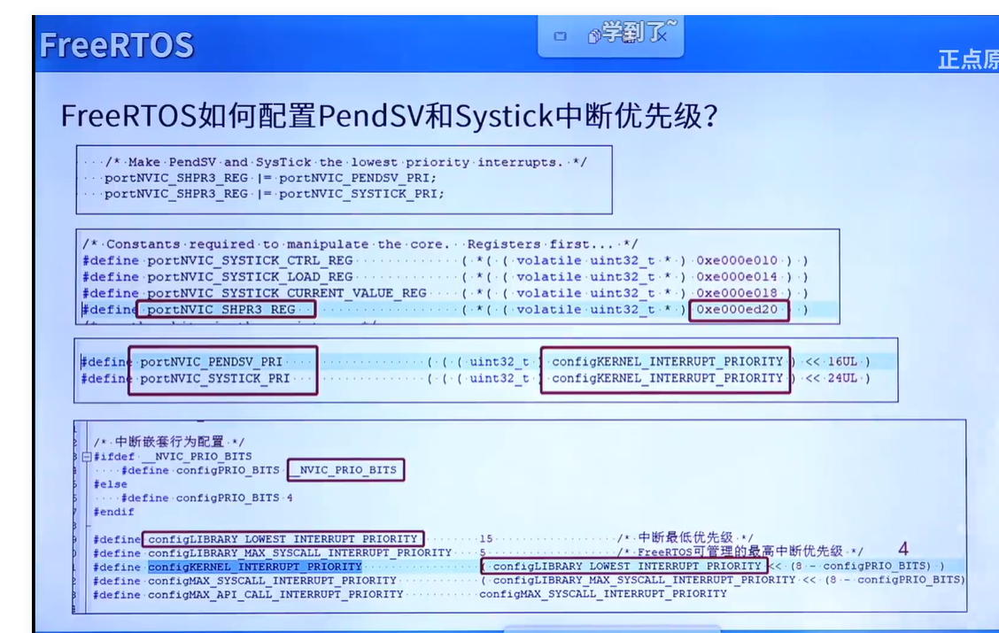 FreeRTOS
学到了~
正点原
FreeRTOS如何配置PendSV和Systick中断优先级？
/* Make PendSV and SysTick the lowest priority interrupts. */
portNVIC_SHPR3_REG |= portNVIC_PENDSV_PRI;
portNVIC_SHPR3_REG |= portNVIC_SYSTICK_PRI;
/* Constants required to manipulate the core. Registers first... */
#define portNVIC_SYSTICK_CTRL_REG ( *( ( volatile uint32_t * ) 0xe000e010 ) )
#define portNVIC_SYSTICK_LOAD_REG ( *( ( volatile uint32_t * ) 0xe000e014 ) )
#define portNVIC_SYSTICK_CURRENT_VALUE_REG ( *( ( volatile uint32_t * ) 0xe000e018 ) )
#define portNVIC_SHPR3_REG ( *( ( volatile uint32_t * ) 0xe000ed20 ) )
#define portNVIC_PENDSV_PRI ( ( ( uint32_t ) configKERNEL_INTERRUPT_PRIORITY ) << 16UL )
#define portNVIC_SYSTICK_PRI ( ( ( uint32_t ) configKERNEL_INTERRUPT_PRIORITY ) << 24UL )
/* 中断嵌套行为配置 */
#ifdef __NVIC_PRIO_BITS
#define configPRIO_BITS __NVIC_PRIO_BITS
#else
#define configPRIO_BITS 4
#endif
#define configLIBRARY_LOWEST_INTERRUPT_PRIORITY 15 /* 中断最低优先级 */
#define configLIBRARY_MAX_SYSCALL_INTERRUPT_PRIORITY 5 /* FreeRTOS可管理的最高中断优先级 */
4
#define configKERNEL_INTERRUPT_PRIORITY ( configLIBRARY_LOWEST_INTERRUPT_PRIORITY << (8 - configPRIO_BITS) )
#define configMAX_SYSCALL_INTERRUPT_PRIORITY ( configLIBRARY_MAX_SYSCALL_INTERRUPT_PRIORITY << (8 - configPRIO_BITS)
#define configMAX_API_CALL_INTERRUPT_PRIORITY configMAX_SYSCALL_INTERRUPT_PRIORITY